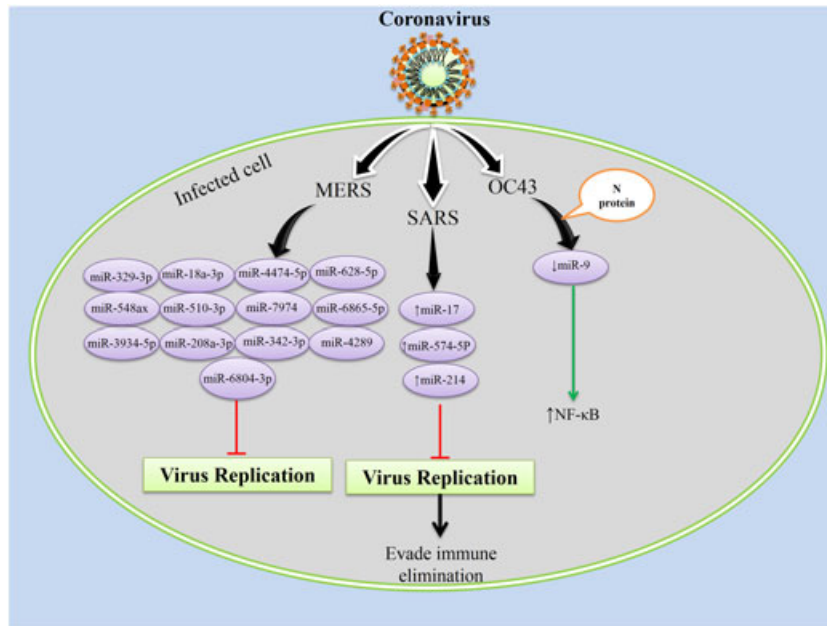 Coronavirus
Infected cell
MERS
SARS
OC43
N
protein
miR-329-3p
miR-18a-3p
miR-4474-5p
miR-628-5p
miR-548ax
miR-510-3p
miR-7974
miR-6865-5p
miR-3934-5p
miR-208a-3p
miR-342-3p
miR-4289
miR-6804-3p
↑miR-17
↑miR-574-5P
↑miR-214
↓miR-9
↑NF-κB
Virus Replication
Virus Replication
Evade immune
elimination